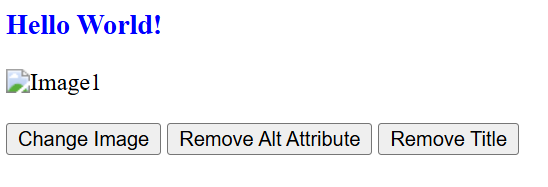 Hello World!
Image1
Change Image Remove Alt Attribute Remove Title